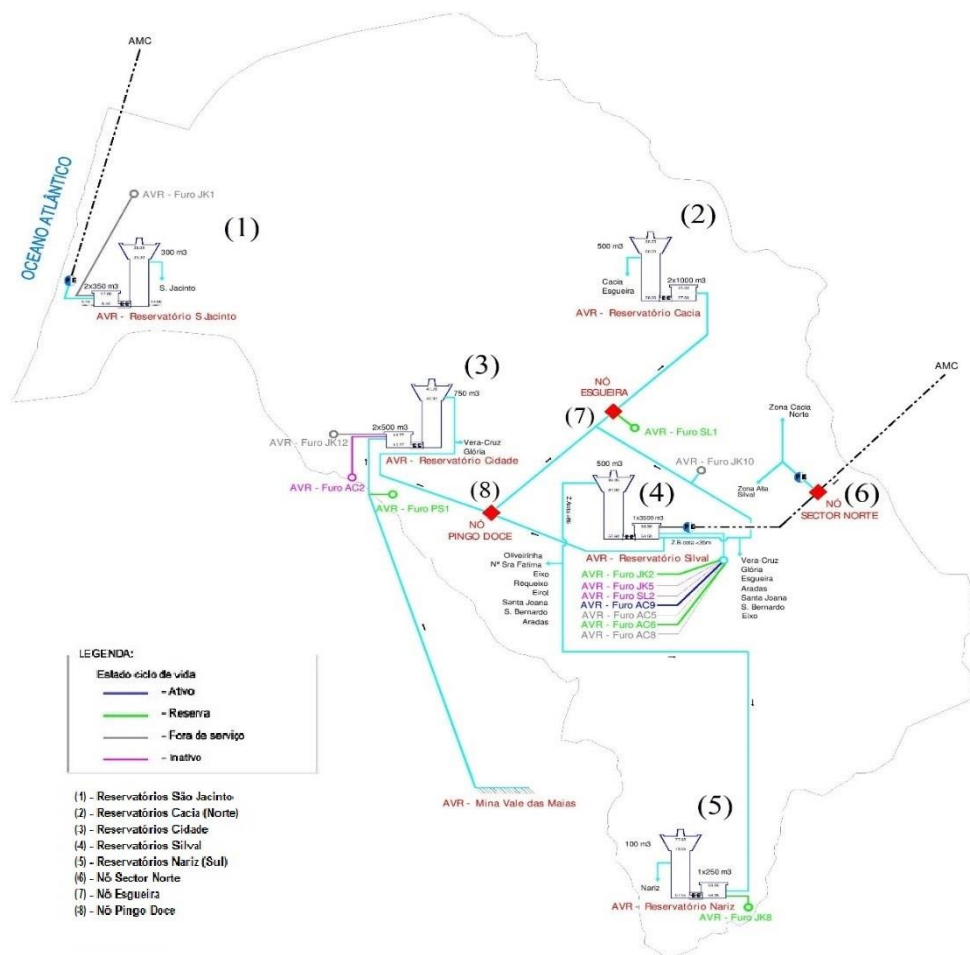 AMC
OCEANO ATLÂNTICO
AVR - Furo JK1
(1)
300 m3
S. Jacinto
2x350 m3
AVR - Reservatório S Jacinto
(2)
500 m3
Cacia
Esgueira
2x1000 m3
AVR - Reservatório Cacia
(3)
750 m3
2x500 m3
AVR - Furo JK12
Vera-Cruz
Glória
AVR - Reservatório Cidade
AVR - Furo AC2
AVR - Furo PS1
NÓ
ESGUEIRA
(7)
AVR - Furo SL1
AMC
Zona Cacia
Norte
AVR - Furo JK10
Zona Alta
Silval
(6)
NÓ
SECTOR NORTE
(8)
NÓ
PINGO DOCE
500 m3
(4)
1x3500 m3
AVR - Reservatório Silval
Oliveirinha
Nª Sra Fatima
Eixo
Requeixo
Eirol
Santa Joana
S. Bernardo
Aradas
AVR - Furo JK2
AVR - Furo JK5
AVR - Furo SL2
AVR - Furo AC9
AVR - Furo AC5
AVR - Furo AC6
AVR - Furo AC8
Vera-Cruz
Glória
Esgueira
Aradas
Santa Joana
S. Bernardo
Eixo
LEGENDA:
Estado ciclo de vida
- Ativo
- Reserva
- Fora de serviço
- Inativo
AVR - Mina Vale das Maias
(1) - Reservatórios São Jacinto
(2) - Reservatórios Cacia (Norte)
(3) - Reservatórios Cidade
(4) - Reservatórios Silval
(5) - Reservatórios Nariz (Sul)
(6) - Nó Sector Norte
(7) - Nó Esgueira
(8) - Nó Pingo Doce
(5)
100 m3
1x250 m3
Nariz
AVR - Reservatório Nariz
AVR - Furo JK8